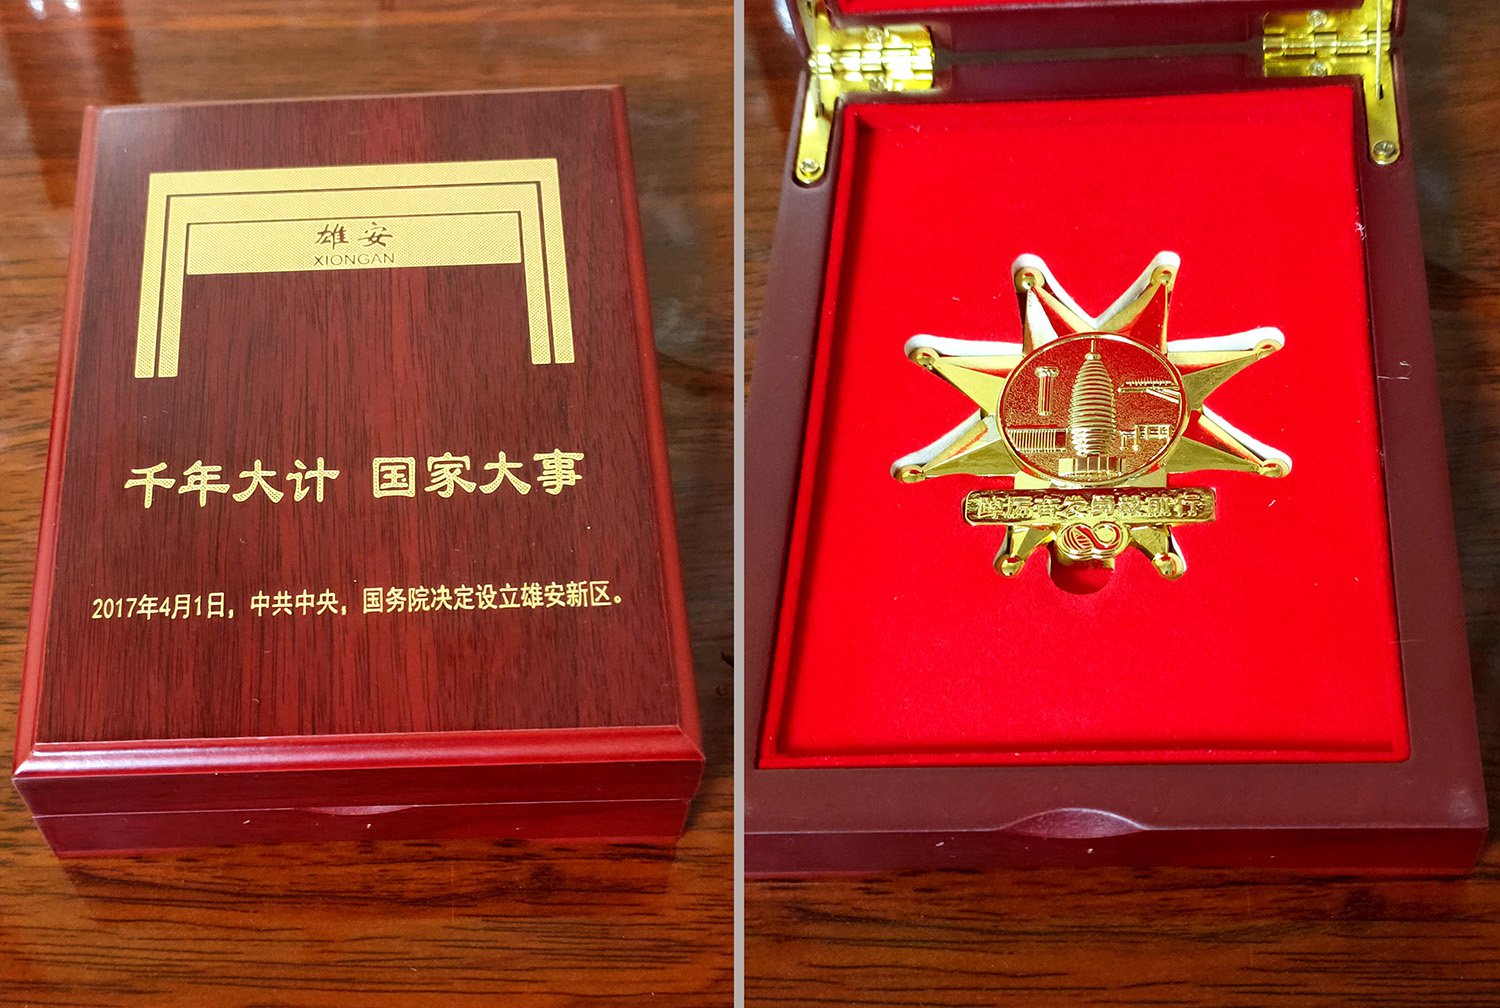 雄安
XIONGAN
千年大计 国家大事
2017年4月1日，中共中央，国务院决定设立雄安新区。